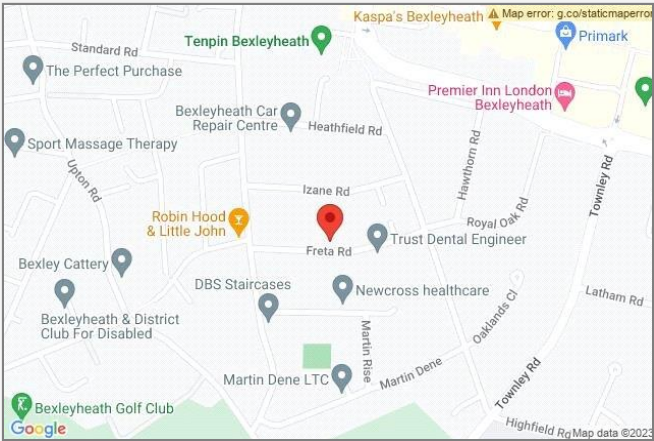 Kaspa's Bexleyheath
Map error: g.co/staticmaperror
Standard Rd
Tenpin Bexleyheath
Primark
The Perfect Purchase
Premier Inn London
Bexleyheath
Bexleyheath Car
Repair Centre
Heathfield Rd
Sport Massage Therapy
Upton Rd
Izane Rd
Hawthorn Rd
Townley Rd
Robin Hood
& Little John
Royal Oak Rd
Freta Rd
Trust Dental Engineer
Bexley Cattery
DBS Staircases
Newcross healthcare
Latham Rd
Bexleyheath & District
Club For Disabled
Oaklands Cl
Martin Rise
Martin Dene LTC
Martin Dene
Townley Rd
Bexleyheath Golf Club
Highfield Rd
Google
Map data ©2023